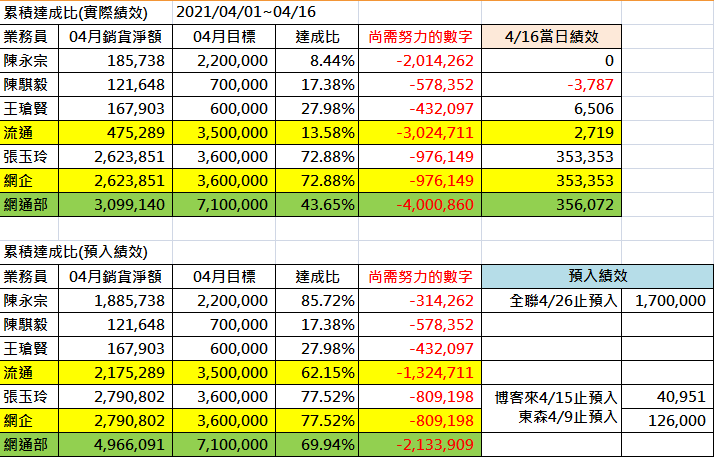 累積達成比(實際績效) 2021/04/01~04/16
業務員 04月銷貨淨額 04月目標 達成比 尚需努力的數字 4/16當日績效
陳永宗 185,738 2,200,000 8.44% -2,014,262 0
陳騏毅 121,648 700,000 17.38% -578,352 -3,787
王瑲賢 167,903 600,000 27.98% -432,097 6,506
流通 475,289 3,500,000 13.58% -3,024,711 2,719
張玉玲 2,623,851 3,600,000 72.88% -976,149 353,353
網企 2,623,851 3,600,000 72.88% -976,149 353,353
網通部 3,099,140 7,100,000 43.65% -4,000,860 356,072
累積達成比(預入績效)
業務員 04月銷貨淨額 04月目標 達成比 尚需努力的數字 預入績效
陳永宗 1,885,738 2,200,000 85.72% -314,262 全聯4/26止預入 1,700,000
陳騏毅 121,648 700,000 17.38% -578,352
王瑲賢 167,903 600,000 27.98% -432,097
流通 2,175,289 3,500,000 62.15% -1,324,711
張玉玲 2,790,802 3,600,000 77.52% -809,198 博客來4/15止預入 40,951
網企 2,790,802 3,600,000 77.52% -809,198 東森4/9止預入 126,000
網通部 4,966,091 7,100,000 69.94% -2,133,909